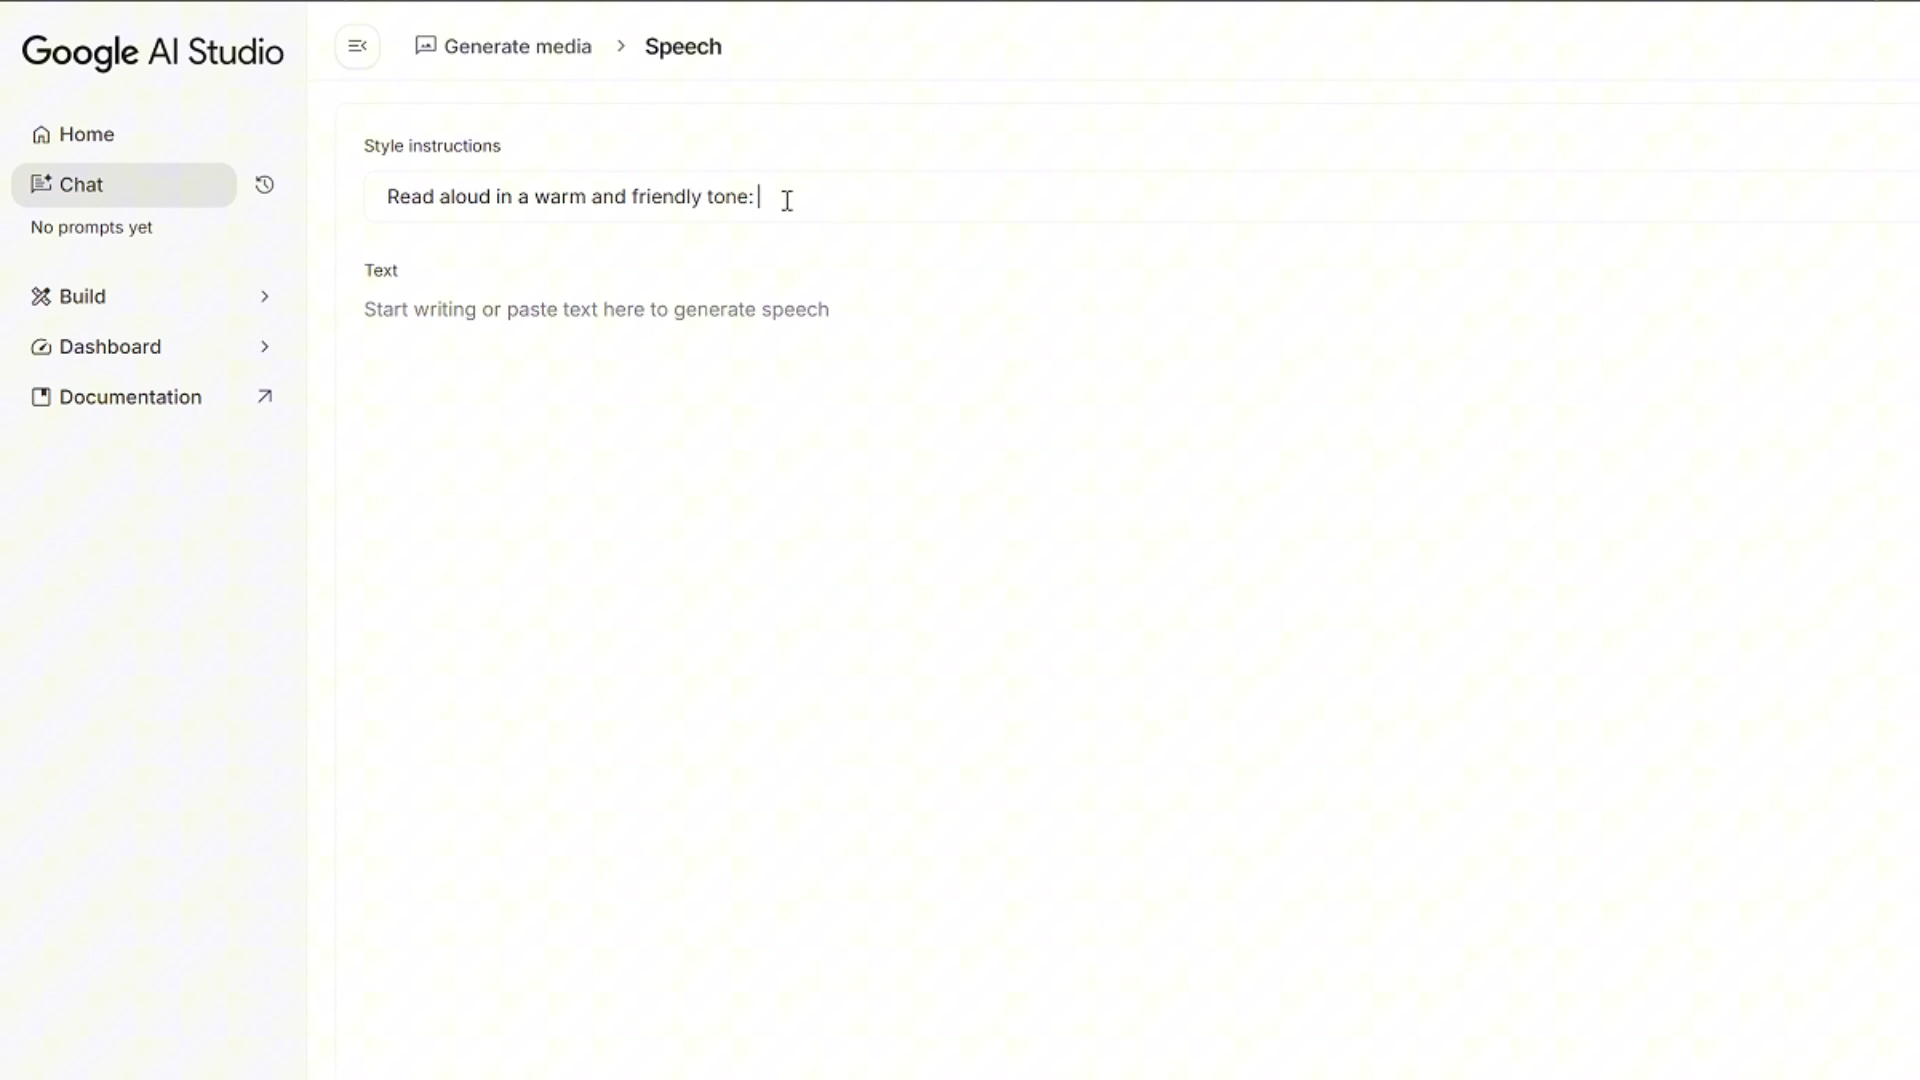 Google AI Studio
Generate media > Speech
Home
Chat
No prompts yet
Build
Dashboard
Documentation
Style instructions
Read aloud in a warm and friendly tone:
Text
Start writing or paste text here to generate speech